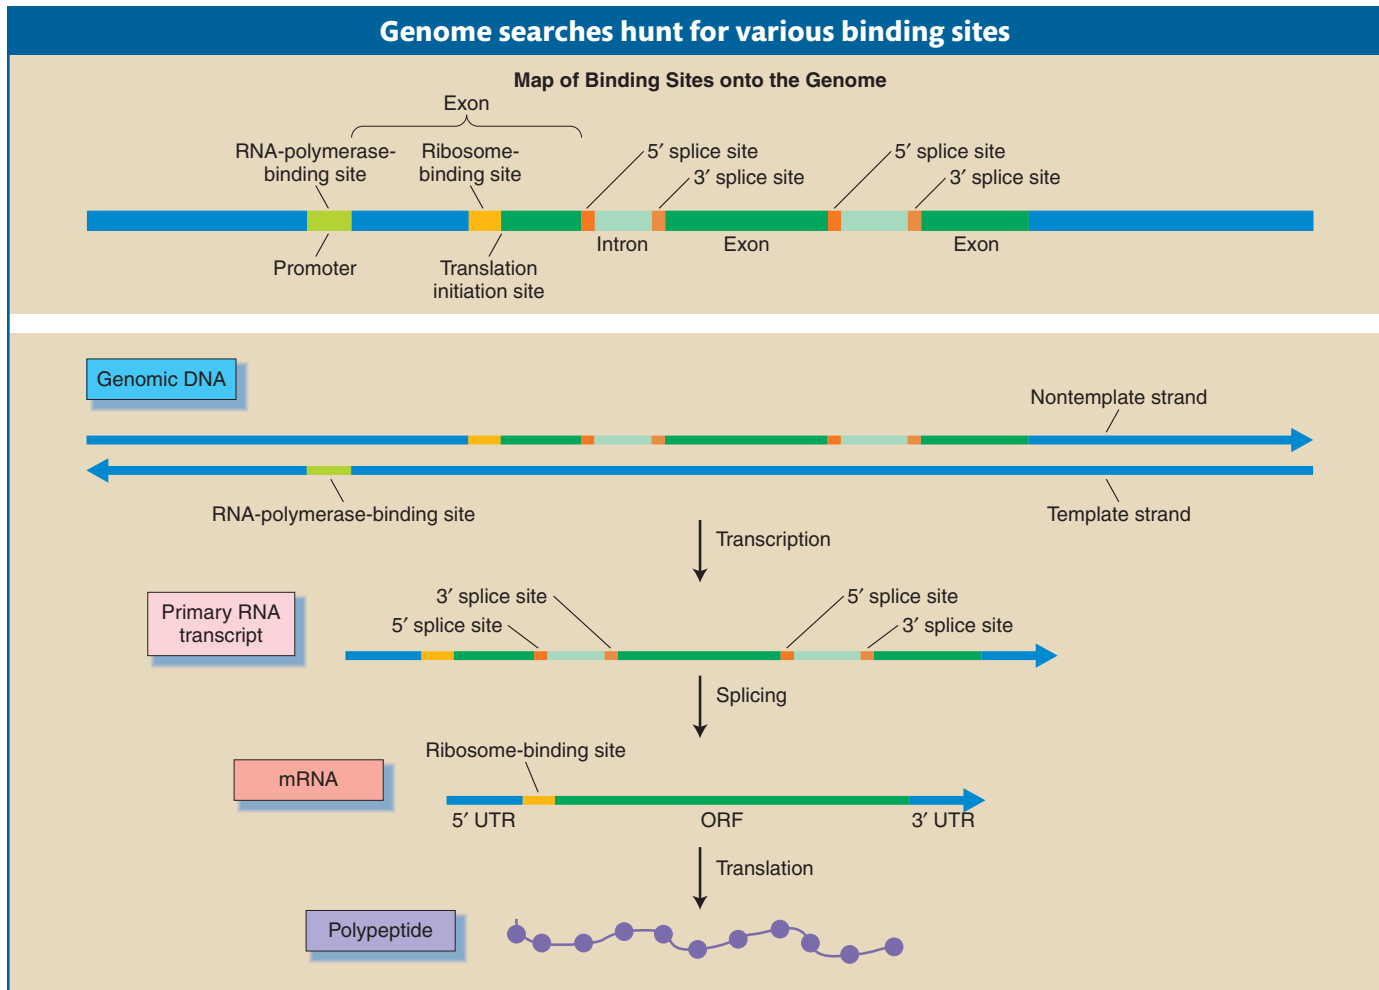 Genome searches hunt for various binding sites
Map of Binding Sites onto the Genome
Exon
RNA-polymerase-
binding site
Ribosome-
binding site
5′ splice site
3′ splice site
5′ splice site
3′ splice site
Promoter
Translation
initiation site
Intron
Exon
Exon
Genomic DNA
Nontemplate strand
RNA-polymerase-binding site
Template strand
Transcription
Primary RNA
transcript
3′ splice site
5′ splice site
5′ splice site
3′ splice site
Splicing
Ribosome-binding site
mRNA
5′ UTR
ORF
3′ UTR
Translation
Polypeptide